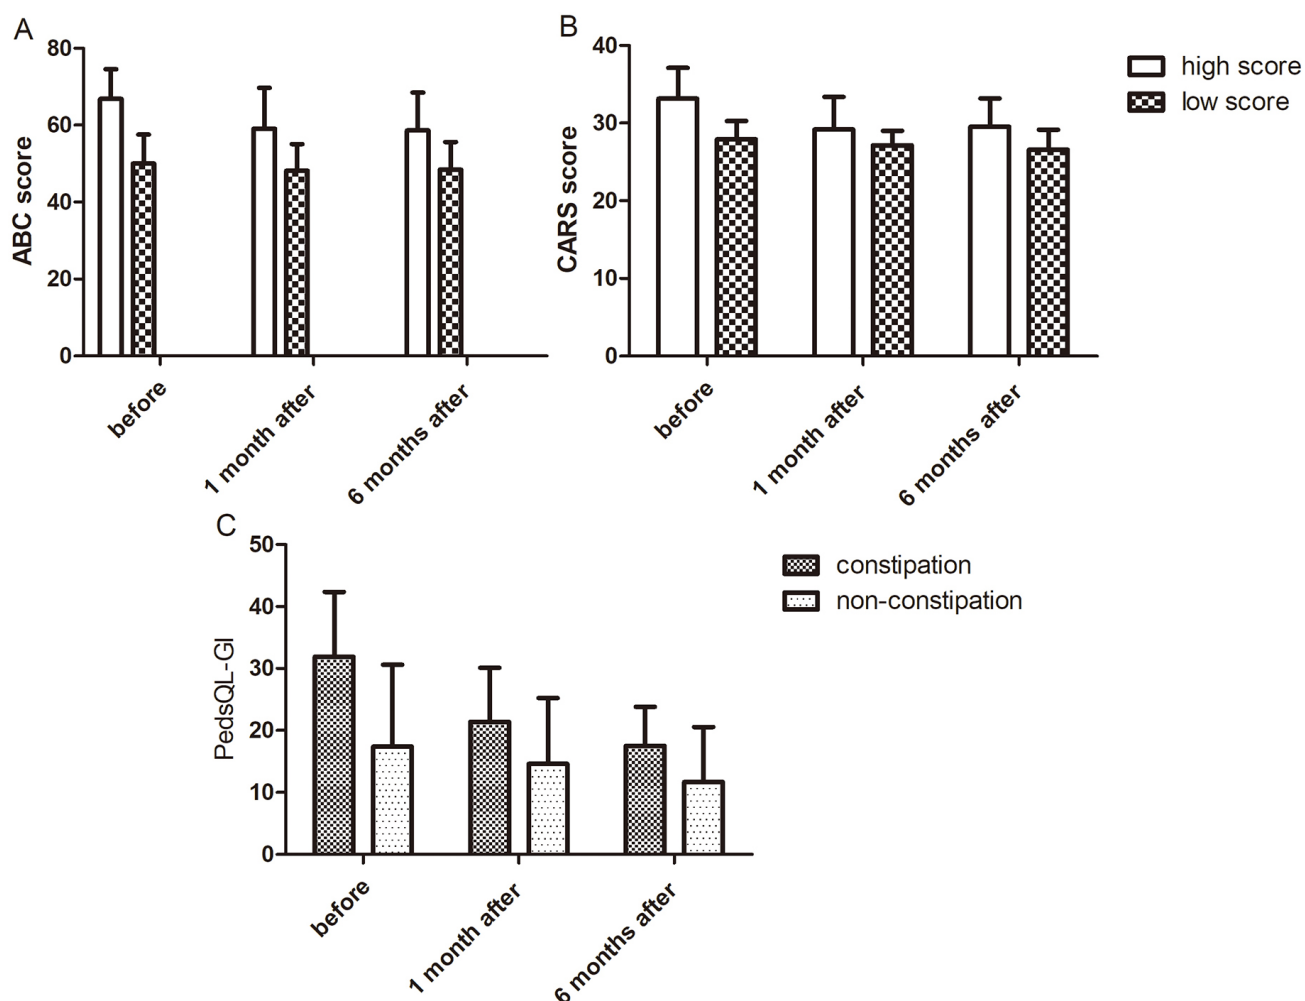 A
80
60
40
20
0
ABC score
before
1 month after
6 months after
B
40
30
20
10
0
CARS score
before
1 month after
6 months after
high score
low score
C
50
40
30
20
10
0
PedsQL-GI
before
1 month after
6 months after
constipation
non-constipation